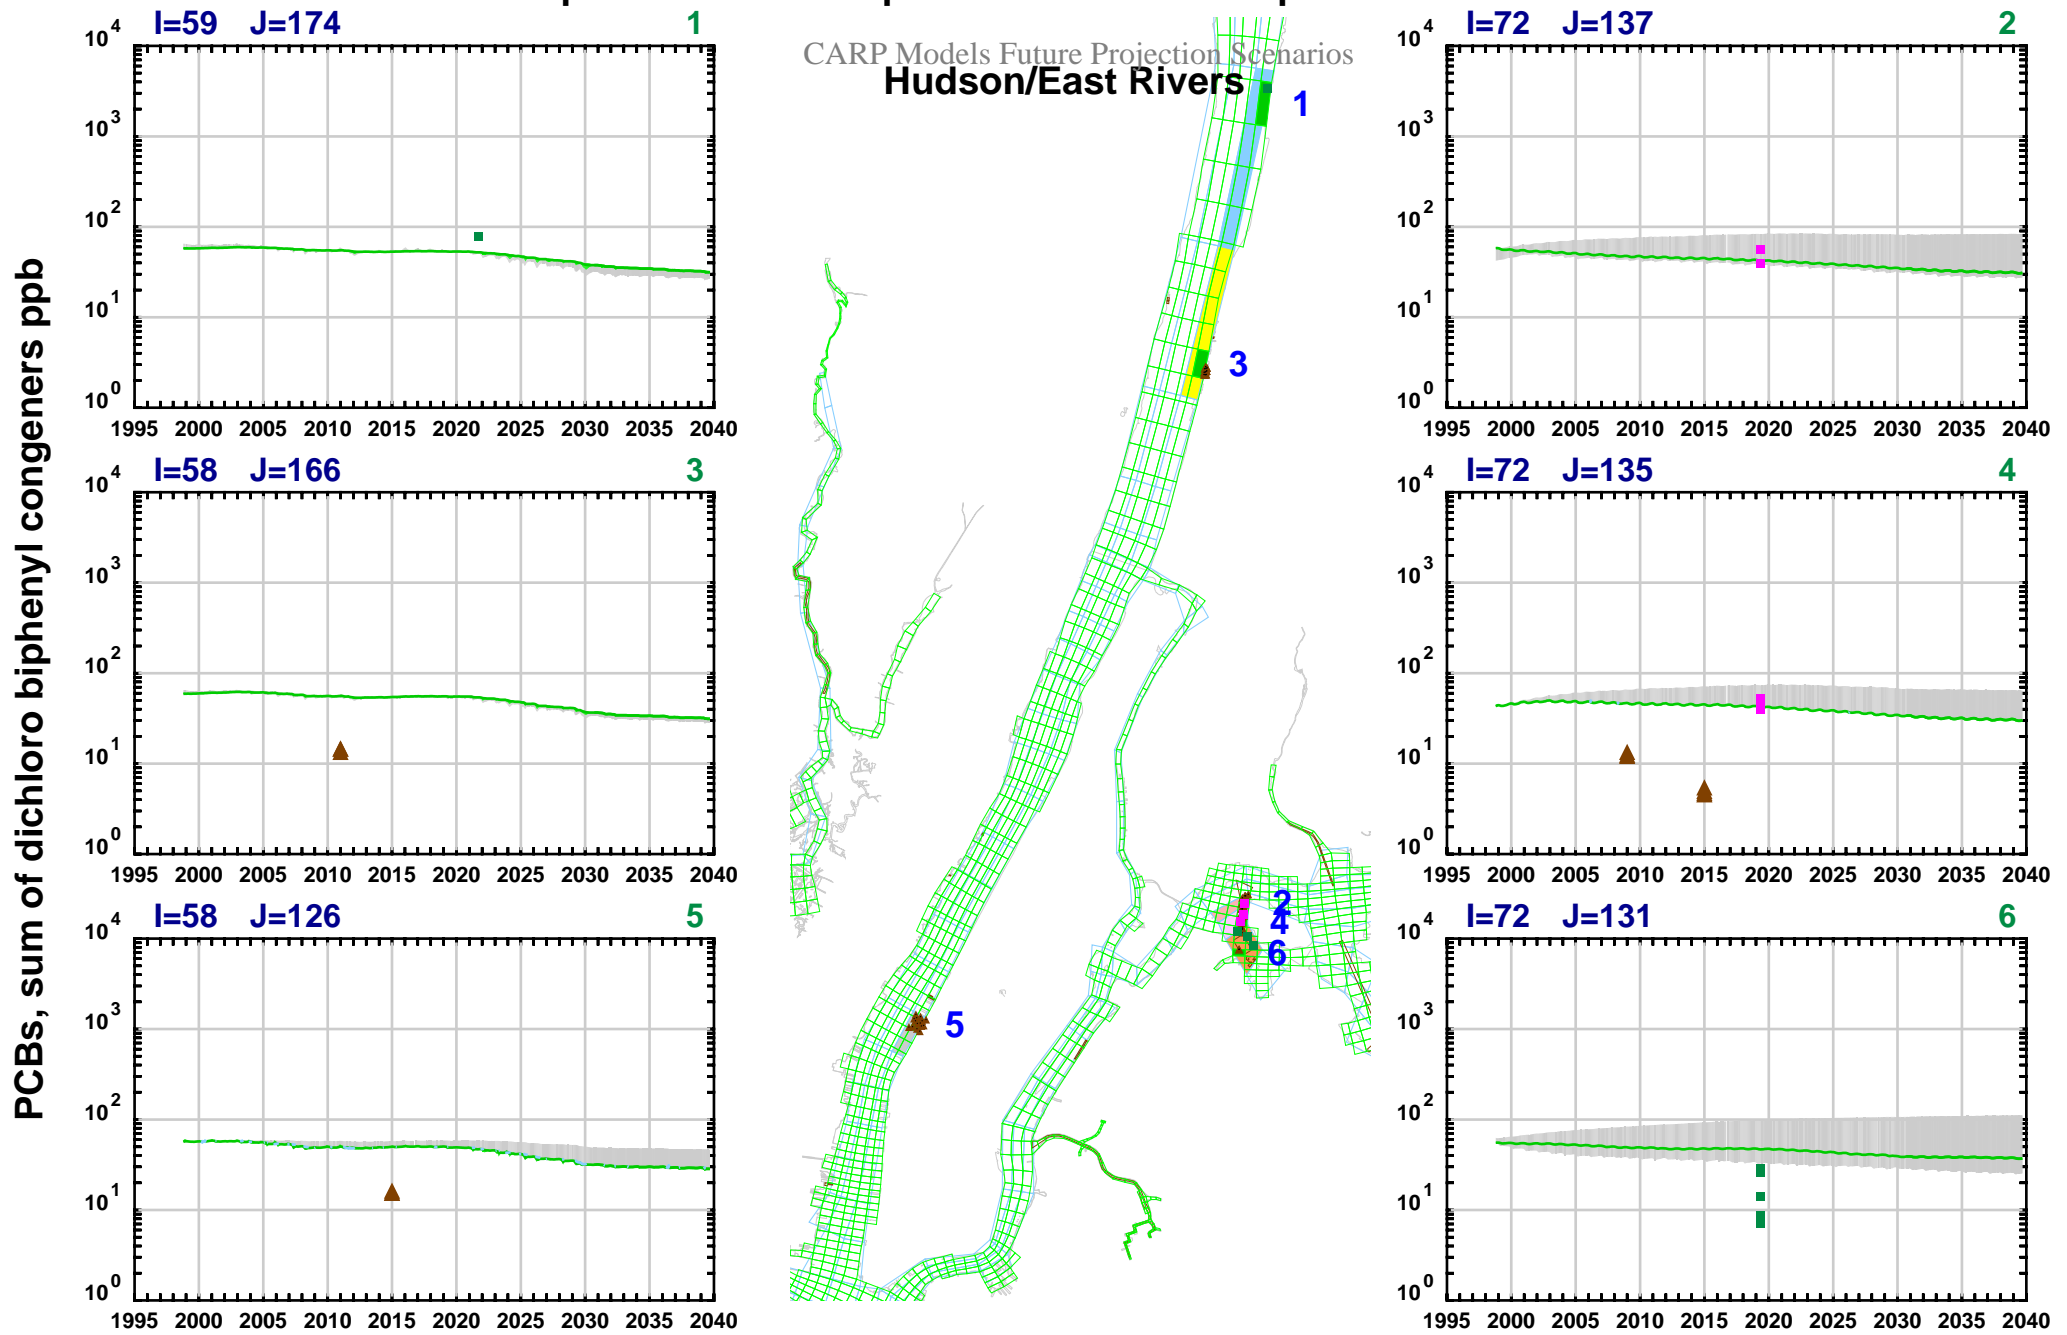 CARP Models Future Projection Scenarios
Hudson/East Rivers
PCBs, sum of dichloro biphenyl congeners ppb
I=59 J=174 1
10^4
10^3
10^2
10^1
10^0
1995 2000 2005 2010 2015 2020 2025 2030 2035 2040
I=58 J=166 3
10^4
10^3
10^2
10^1
10^0
1995 2000 2005 2010 2015 2020 2025 2030 2035 2040
I=58 J=126 5
10^4
10^3
10^2
10^1
10^0
1995 2000 2005 2010 2015 2020 2025 2030 2035 2040
1
3
2
4
6
5
I=72 J=137 2
10^4
10^3
10^2
10^1
10^0
1995 2000 2005 2010 2015 2020 2025 2030 2035 2040
I=72 J=135 4
10^4
10^3
10^2
10^1
10^0
1995 2000 2005 2010 2015 2020 2025 2030 2035 2040
I=72 J=131 6
10^4
10^3
10^2
10^1
10^0
1995 2000 2005 2010 2015 2020 2025 2030 2035 2040